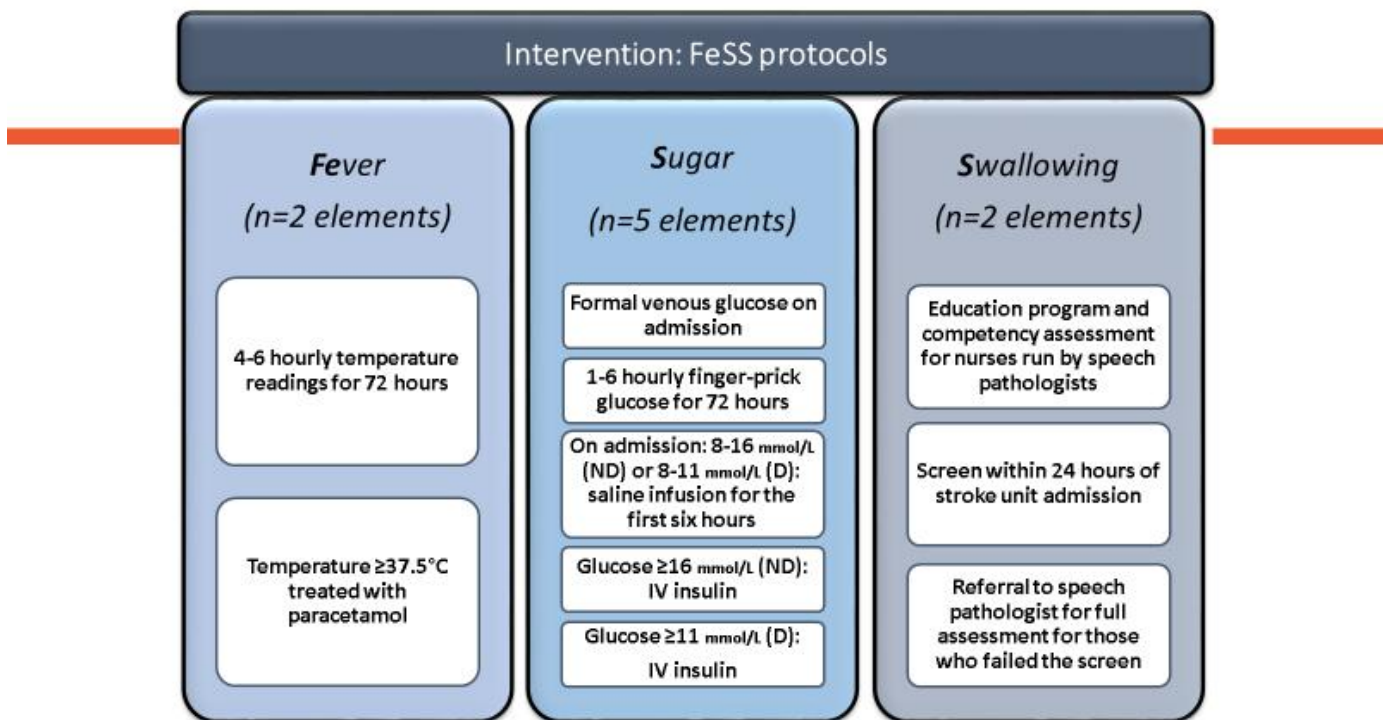 Intervention: FeSS protocols
Fever
(n=2 elements)
4-6 hourly temperature
readings for 72 hours
Temperature ≥37.5°C
treated with
paracetamol
Sugar
(n=5 elements)
Formal venous glucose on
admission
1-6 hourly finger-prick
glucose for 72 hours
On admission: 8-16 mmol/L
(ND) or 8-11 mmol/L (D):
saline infusion for the
first six hours
Glucose ≥16 mmol/L (ND):
IV insulin
Glucose ≥11 mmol/L (D):
IV insulin
Swallowing
(n=2 elements)
Education program and
competency assessment
for nurses run by speech
pathologists
Screen within 24 hours of
stroke unit admission
Referral to speech
pathologist for full
assessment for those
who failed the screen